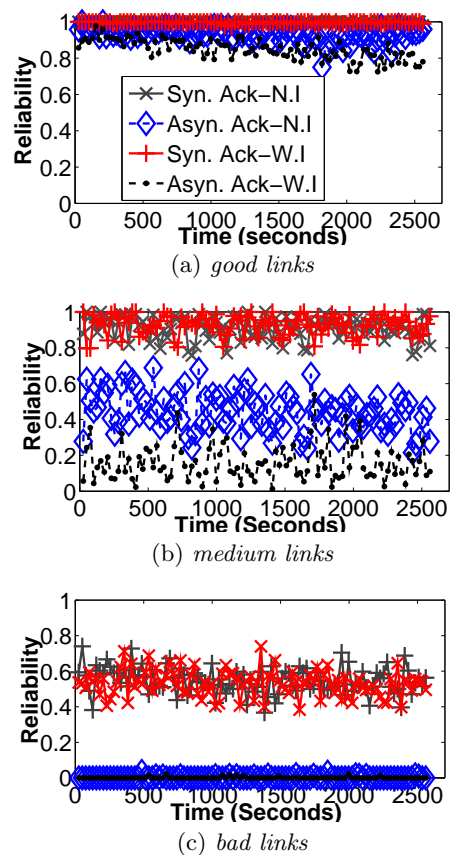 1
0.8
0.6
0.4
0.2
0
Reliability
Syn. Ack−N.I
Asyn. Ack−N.I
Syn. Ack−W.I
Asyn. Ack−W.I
0 500 1000 1500 2000 2500
Time (seconds)
(a) good links
1
0.8
0.6
0.4
0.2
0
Reliability
0 500 1000 1500 2000 2500
Time (Seconds)
(b) medium links
1
0.8
0.6
0.4
0.2
0
Reliability
0 500 1000 1500 2000 2500
Time (Seconds)
(c) bad links